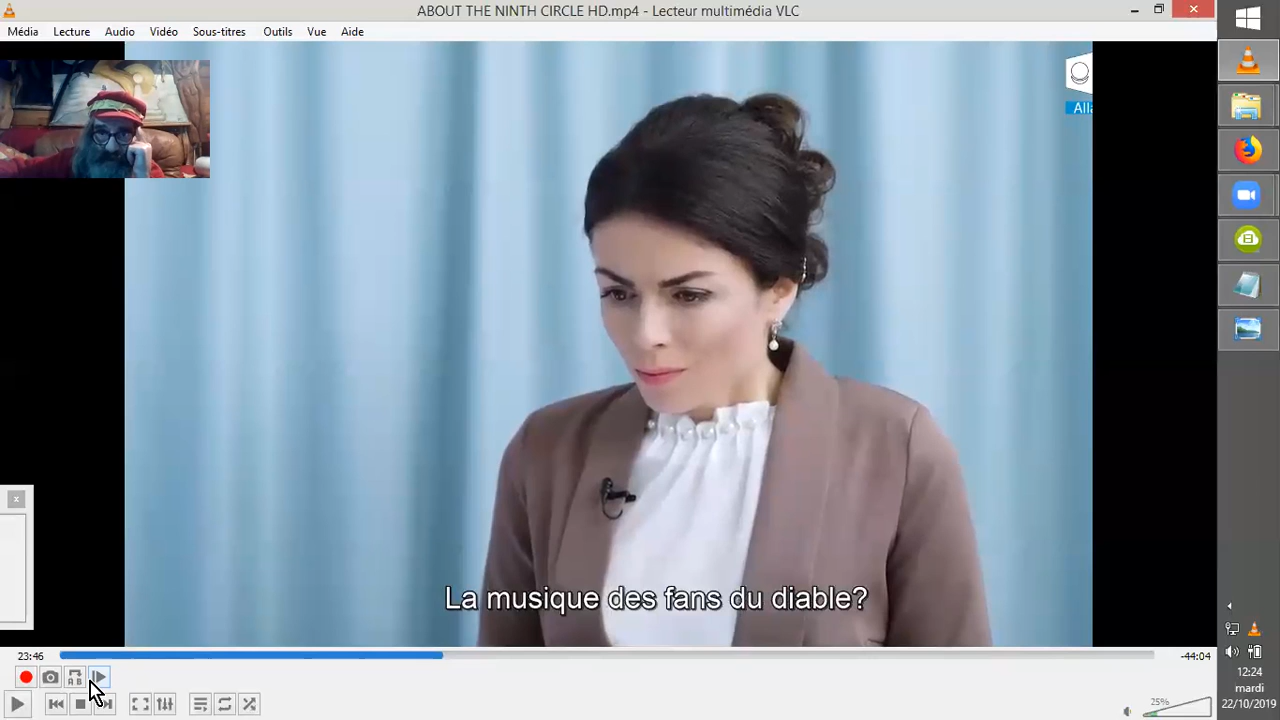 ABOUT THE NINTH CIRCLE HD.mp4 - Lecteur multimédia VLC
Média Lecture Audio Vidéo Sous-titres Outils Vue Aide
La musique des fans du diable?
23:46
-44:04
25%
12:24
mardi
22/10/2019